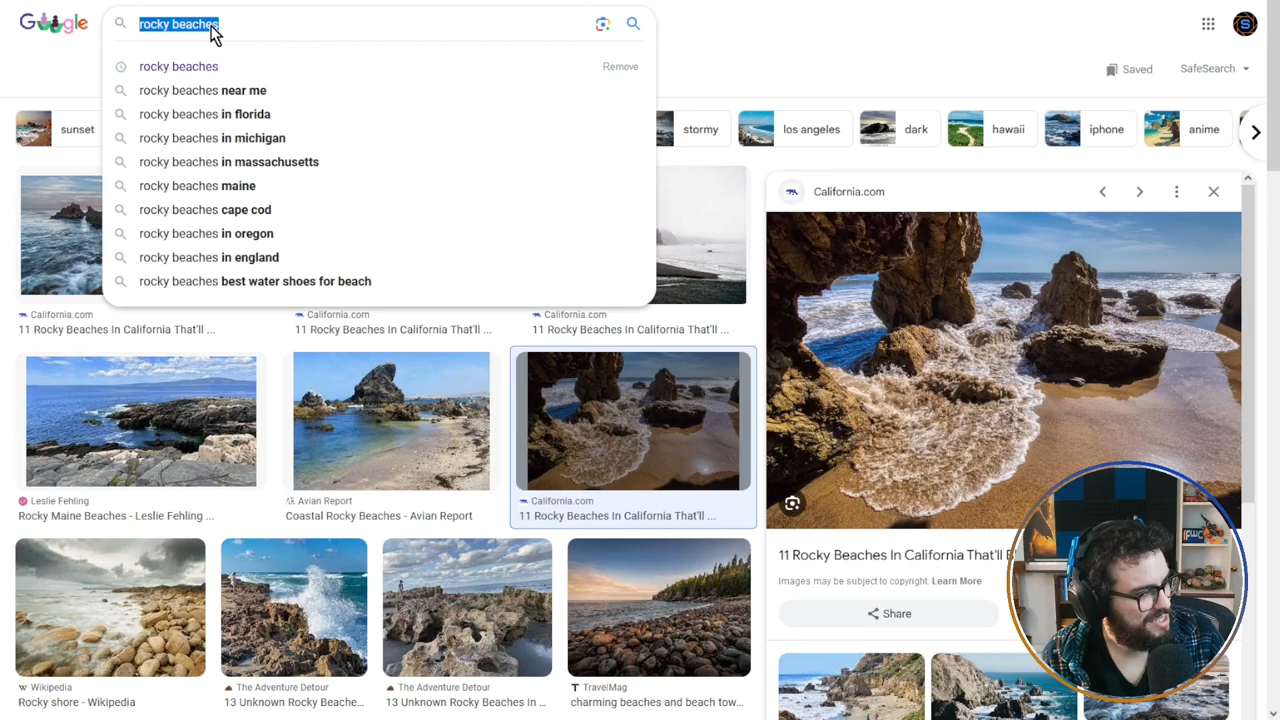 Google
rocky beaches
rocky beaches Remove
rocky beaches near me
rocky beaches in florida
rocky beaches in michigan
rocky beaches in massachusetts
rocky beaches maine
rocky beaches cape cod
rocky beaches in oregon
rocky beaches in england
rocky beaches best water shoes for beach
Saved SafeSearch
sunset stormy los angeles dark hawaii iphone anime
California.com
California.com California.com California.com
11 Rocky Beaches In California That'll ... 11 Rocky Beaches In California That'll ... 11 Rocky Beaches In California That'll ...
Leslie Fehling Avian Report California.com
Rocky Maine Beaches - Leslie Fehling ... Coastal Rocky Beaches - Avian Report 11 Rocky Beaches In California That'll ...
11 Rocky Beaches In California That'll
Images may be subject to copyright. Learn More
Share
Wikipedia The Adventure Detour The Adventure Detour TravelMag
Rocky shore - Wikipedia 13 Unknown Rocky Beache... 13 Unknown Rocky Beaches In ... charming beaches and beach tow...